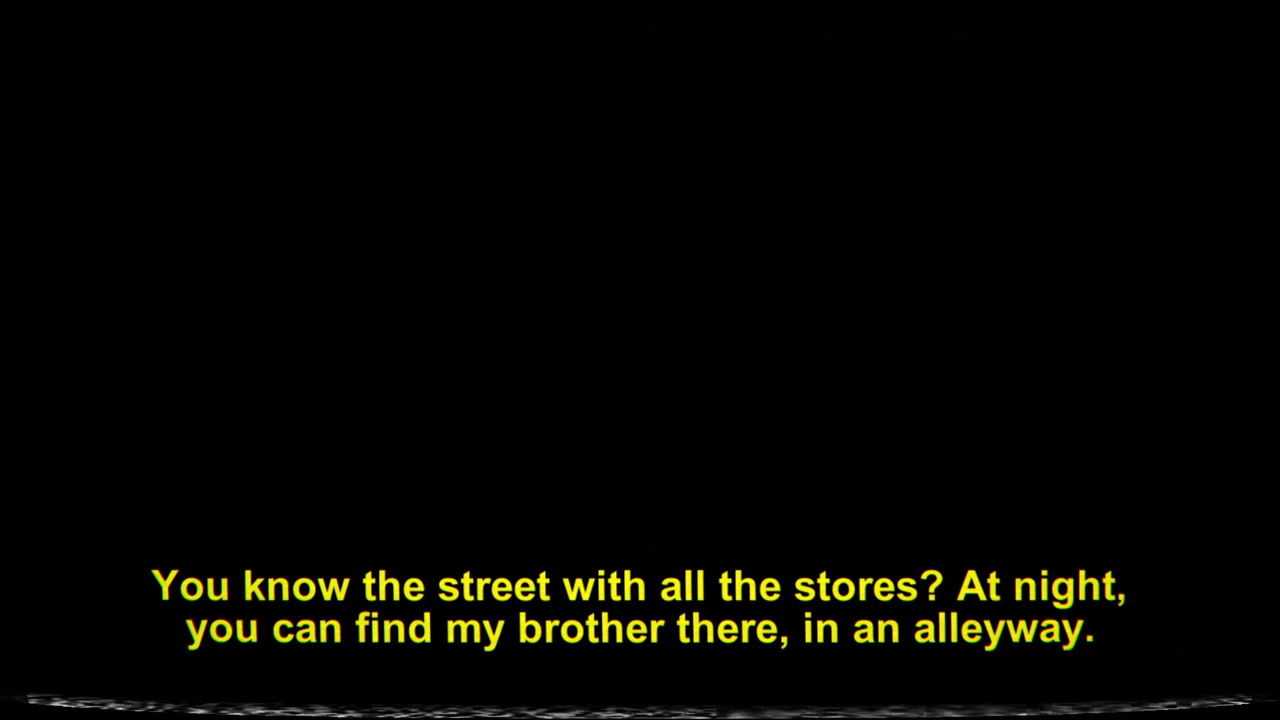 You know the street with all the stores? At night,
you can find my brother there, in an alleyway.